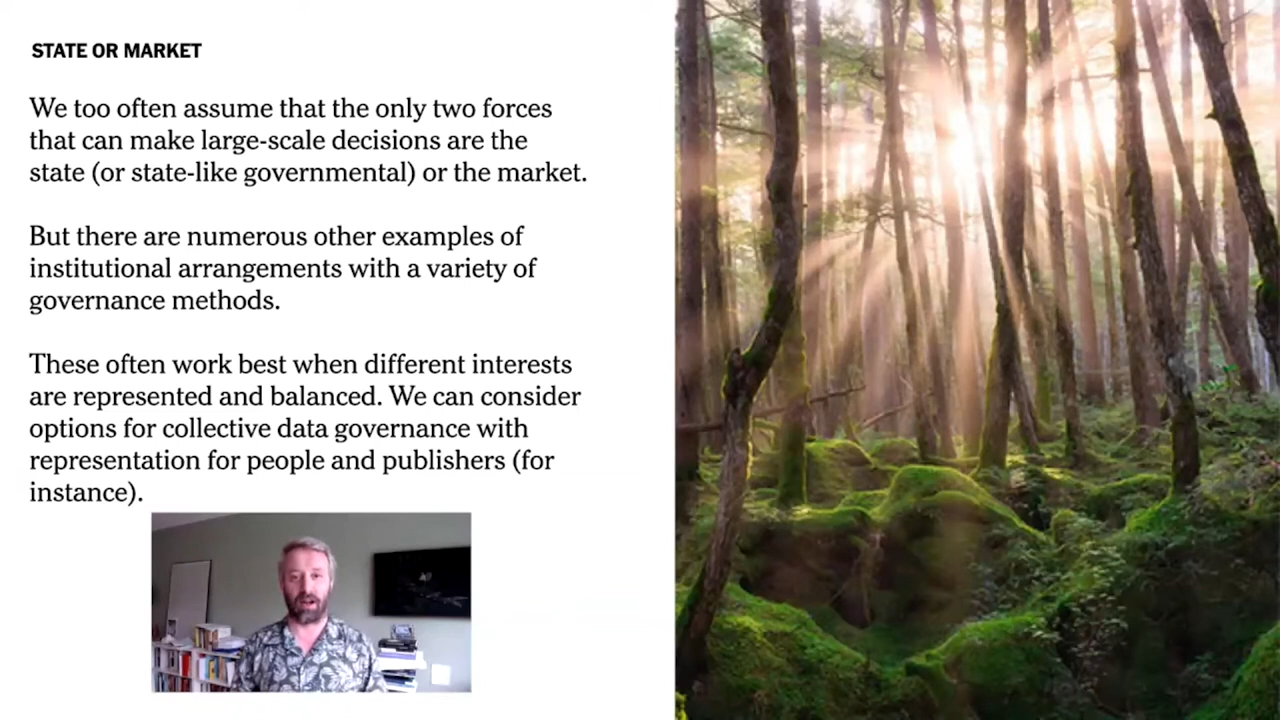 STATE OR MARKET
We too often assume that the only two forces
that can make large-scale decisions are the
state (or state-like governmental) or the market.
But there are numerous other examples of
institutional arrangements with a variety of
governance methods.
These often work best when different interests
are represented and balanced. We can consider
options for collective data governance with
representation for people and publishers (for
instance).